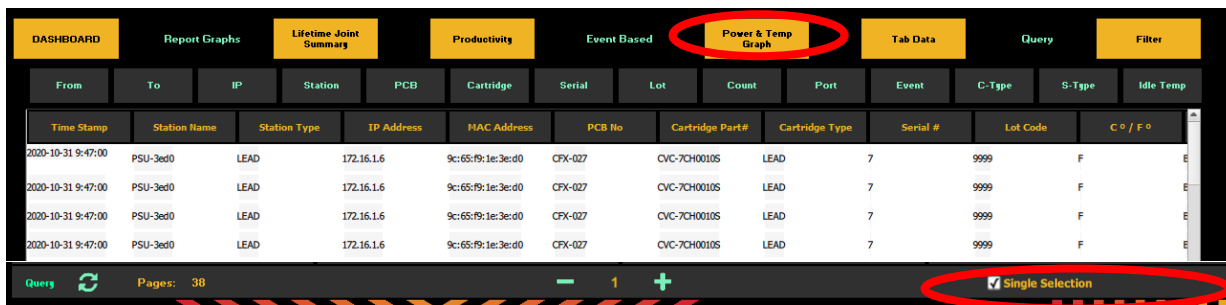 DASHBOARD Report Graphs Lifetime Joint Summary Productivity Event Based Power & Temp Graph Tab Data Query Filter
From To IP Station PCB Cartridge Serial Lot Count Port Event C-Type S-Type Idle Temp
Time Stamp Station Name Station Type IP Address MAC Address PCB No Cartridge Part# Cartridge Type Serial # Lot Code C º / F º
2020-10-31 9:47:00 PSU-3ed0 LEAD 172.16.1.6 9c:65:f9:1e:3e:d0 CFX-027 CVC-7CH0010S LEAD 7 9999 F
2020-10-31 9:47:00 PSU-3ed0 LEAD 172.16.1.6 9c:65:f9:1e:3e:d0 CFX-027 CVC-7CH0010S LEAD 7 9999 F
2020-10-31 9:47:00 PSU-3ed0 LEAD 172.16.1.6 9c:65:f9:1e:3e:d0 CFX-027 CVC-7CH0010S LEAD 7 9999 F
2020-10-31 9:47:00 PSU-3ed0 LEAD 172.16.1.6 9c:65:f9:1e:3e:d0 CFX-027 CVC-7CH0010S LEAD 7 9999 F
Query Pages: 38 1 Single Selection